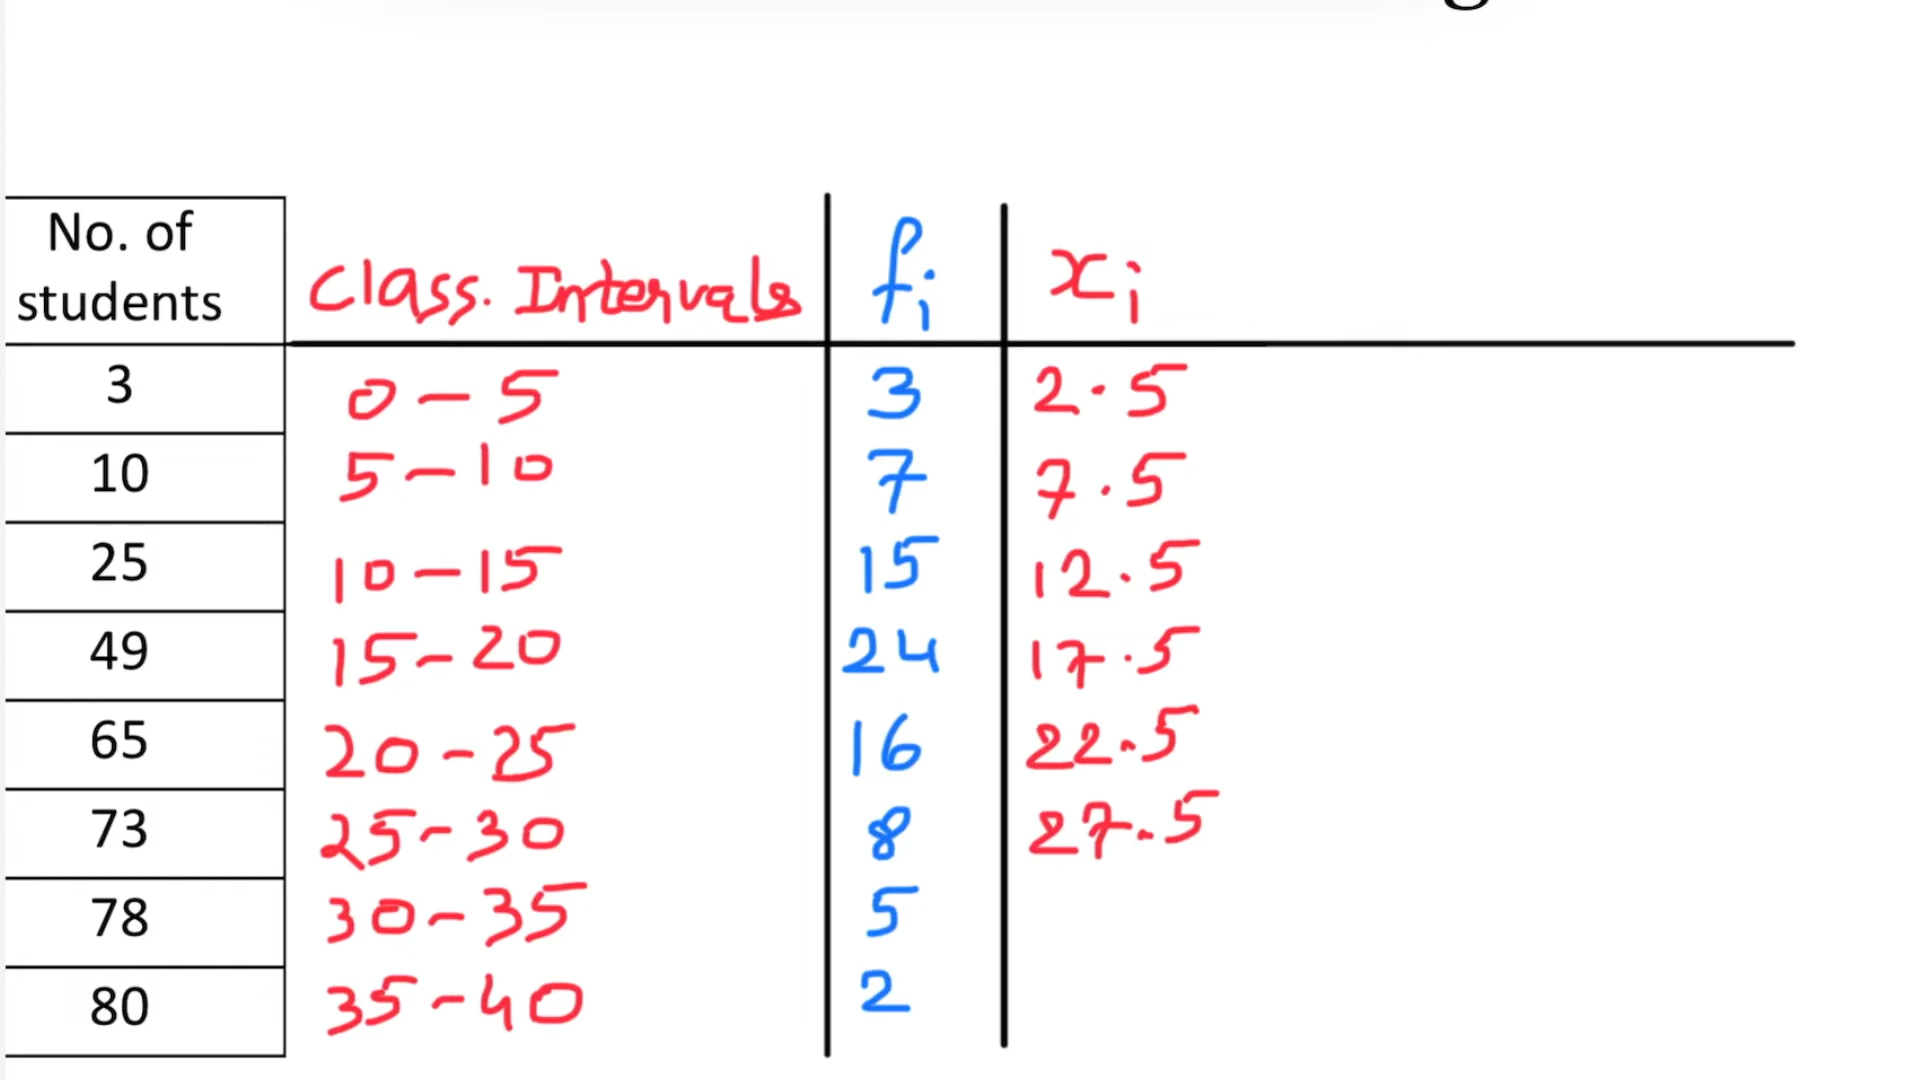 No. of students Class. Intervals fi xi
3 0 - 5 3 2.5
10 5 - 10 7 7.5
25 10 - 15 15 12.5
49 15 - 20 24 17.5
65 20 - 25 16 22.5
73 25 - 30 8 27.5
78 30 - 35 5
80 35 - 40 2